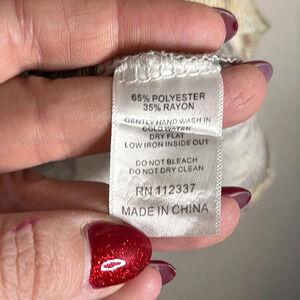 65% POLYESTER
35% RAYON
GENTLY HAND WASH IN
COLD WATER
DRY FLAT
LOW IRON INSIDE OUT
DO NOT BLEACH
DO NOT DRY CLEAN
RN 112337
MADE IN CHINA